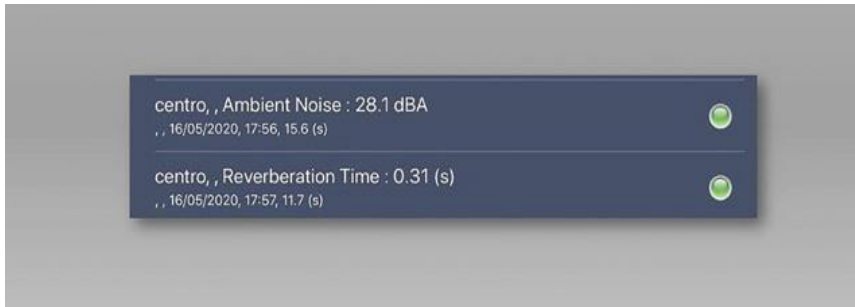 centro, , Ambient Noise : 28.1 dBA
, , 16/05/2020, 17:56, 15.6 (s)
centro, , Reverberation Time : 0.31 (s)
, , 16/05/2020, 17:57, 11.7 (s)